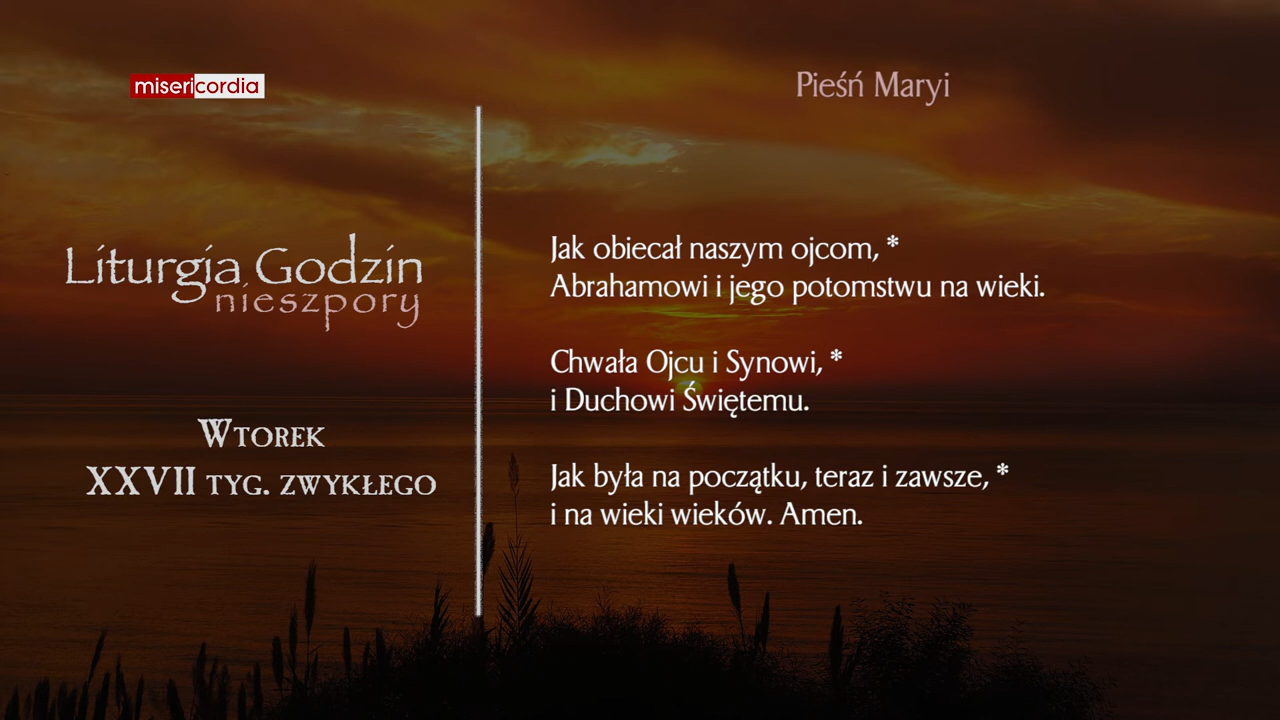 misericordia
Pieśń Maryi
Liturgia Godzin
nieszpory
Wtorek
XXVII tyg. zwykłego
Jak obiecał naszym ojcom, *
Abrahamowi i jego potomstwu na wieki.
Chwała Ojcu i Synowi, *
i Duchowi Świętemu.
Jak była na początku, teraz i zawsze, *
i na wieki wieków. Amen.